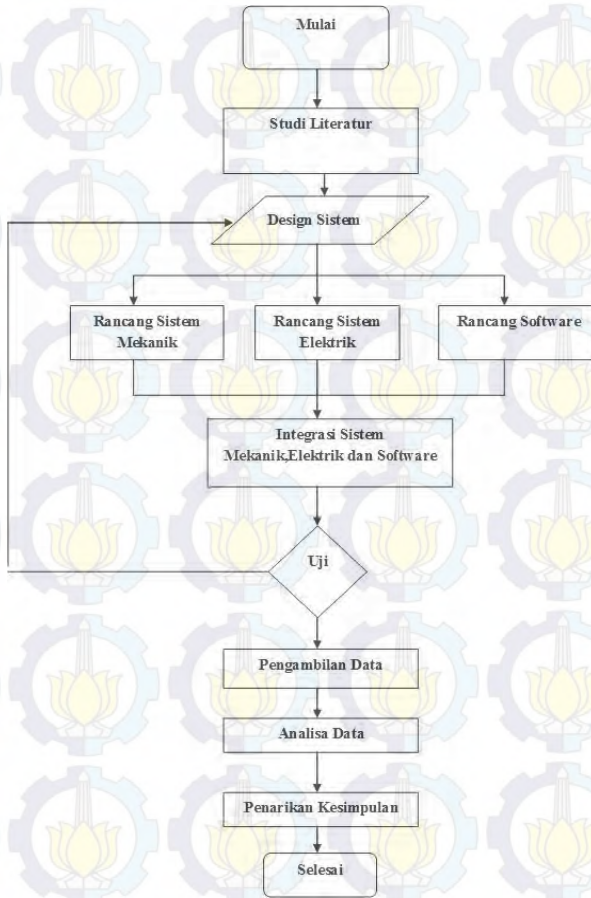 Mulai
Studi Literatur
Design Sistem
Rancang Sistem
Mekanik
Rancang Sistem
Elektrik
Rancang Software
Integrasi Sistem
Mekanik,Elektrik dan Software
Uji
Pengambilan Data
Analisa Data
Penarikan Kesimpulan
Selesai